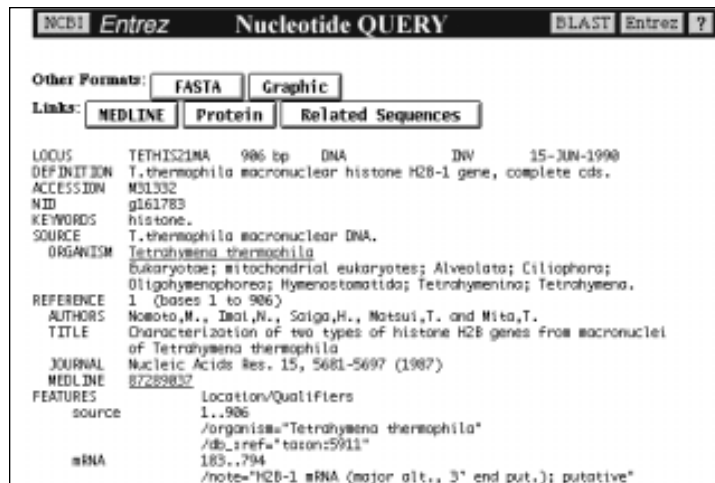 NCBI Entrez Nucleotide QUERY BLAST Entrez ?
Other Formats: FASTA Graphic
Links: MEDLINE Protein Related Sequences
LOCUS TETHIS21MA 906 bp DNA INV 15-JUN-1990
DEFINITION T.thermophila macronuclear histone H2B-1 gene, complete cds.
ACCESSION M31332
NID g161783
KEYWORDS histone.
SOURCE T.thermophila macronuclear DNA.
ORGANISM Tetrahymena thermophila
Eukaryotae; mitochondrial eukaryotes; Alveolata; Ciliophora;
Oligohymenophorea; Hymenostomatida; Tetrahymenina; Tetrahymena.
REFERENCE 1 (bases 1 to 906)
AUTHORS Nomoto,M., Imai,N., Saiga,H., Matsui,T. and Mita,T.
TITLE Characterization of two types of histone H2B genes from macronuclei
of Tetrahymena thermophila
JOURNAL Nucleic Acids Res. 15, 5681-5697 (1987)
MEDLINE 87289037
FEATURES Location/Qualifiers
source 1..906
/organism="Tetrahymena thermophila"
/db_xref="taxon:5911"
mRNA 183..794
/note="H2B-1 mRNA (major alt., 3' end put.); putative"